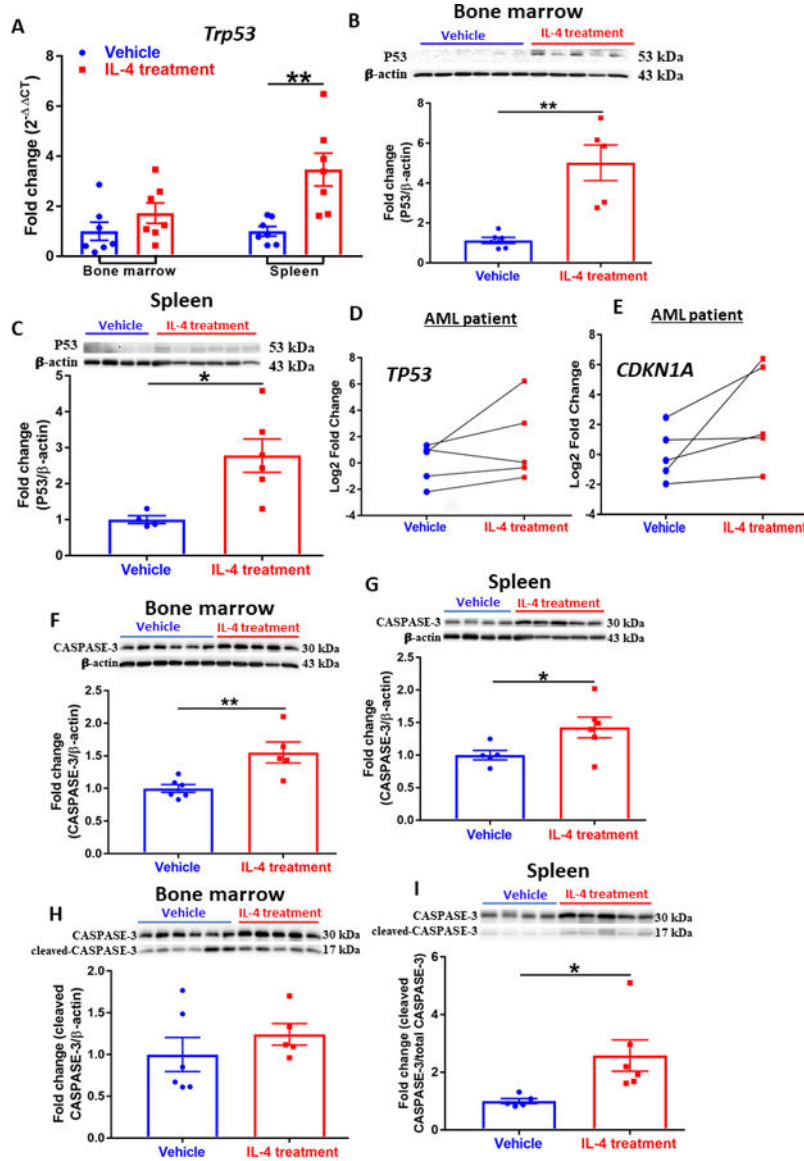 A
Trp53
Vehicle
IL-4 treatment
**
Fold change (2^-ΔΔCT)
8
6
4
2
0
Bone marrow
Spleen
B
Bone marrow
Vehicle
IL-4 treatment
P53
53 kDa
β-actin
43 kDa
**
Fold change
(P53/β-actin)
8
6
4
2
0
Vehicle
IL-4 treatment
C
Spleen
Vehicle
IL-4 treatment
P53
53 kDa
β-actin
43 kDa
*
Fold change
(P53/β-actin)
5
4
3
2
1
0
Vehicle
IL-4 treatment
D
AML patient
TP53
Log2 Fold Change
8
6
4
2
0
-2
-4
Vehicle
IL-4 treatment
E
AML patient
CDKN1A
Log2 Fold Change
8
6
4
2
0
-2
-4
Vehicle
IL-4 treatment
F
Bone marrow
Vehicle
IL-4 treatment
CASPASE-3
30 kDa
β-actin
43 kDa
**
Fold change
(CASPASE-3/β-actin)
2.5
2.0
1.5
1.0
0.5
0.0
Vehicle
IL-4 treatment
G
Spleen
Vehicle
IL-4 treatment
CASPASE-3
30 kDa
β-actin
43 kDa
*
Fold change
(CASPASE-3/β-actin)
2.5
2.0
1.5
1.0
0.5
0.0
Vehicle
IL-4 treatment
H
Bone marrow
Vehicle
IL-4 treatment
CASPASE-3
30 kDa
cleaved-CASPASE-3
17 kDa
Fold change (cleaved
CASPASE-3/β-actin)
2.0
1.5
1.0
0.5
0.0
Vehicle
IL-4 treatment
I
Spleen
Vehicle
IL-4 treatment
CASPASE-3
30 kDa
cleaved-CASPASE-3
17 kDa
*
Fold change (cleaved
CASPASE-3/total CASPASE-3)
6
4
2
0
Vehicle
IL-4 treatment